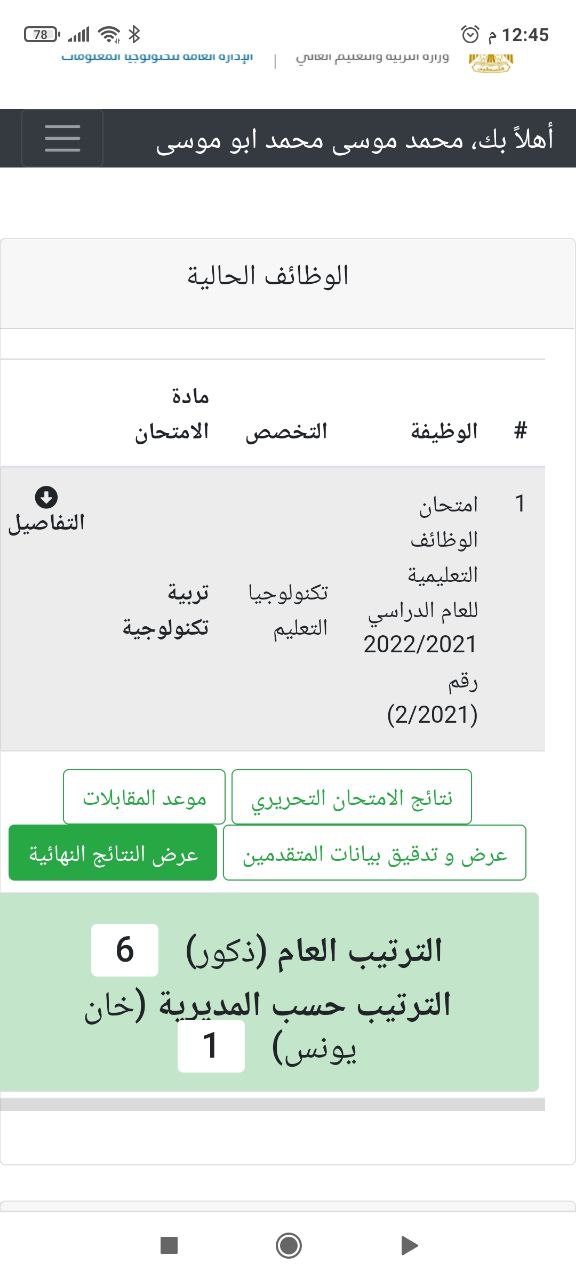 12:45 م
78
وزارة التربية والتعليم العالي | الإدارة العامة لتكنولوجيا المعلومات
فلسطين
أهلاً بك، محمد موسى محمد ابو موسى
الوظائف الحالية
# الوظيفة التخصص مادة الامتحان
1
امتحان
الوظائف
التعليمية
للعام الدراسي
2022/2021
رقم
(2/2021)
تكنولوجيا
التعليم
تربية
تكنولوجية
التفاصيل
نتائج الامتحان التحريري
موعد المقابلات
عرض و تدقيق بيانات المتقدمين
عرض النتائج النهائية
الترتيب العام (ذكور) 6
الترتيب حسب المديرية (خان
يونس) 1